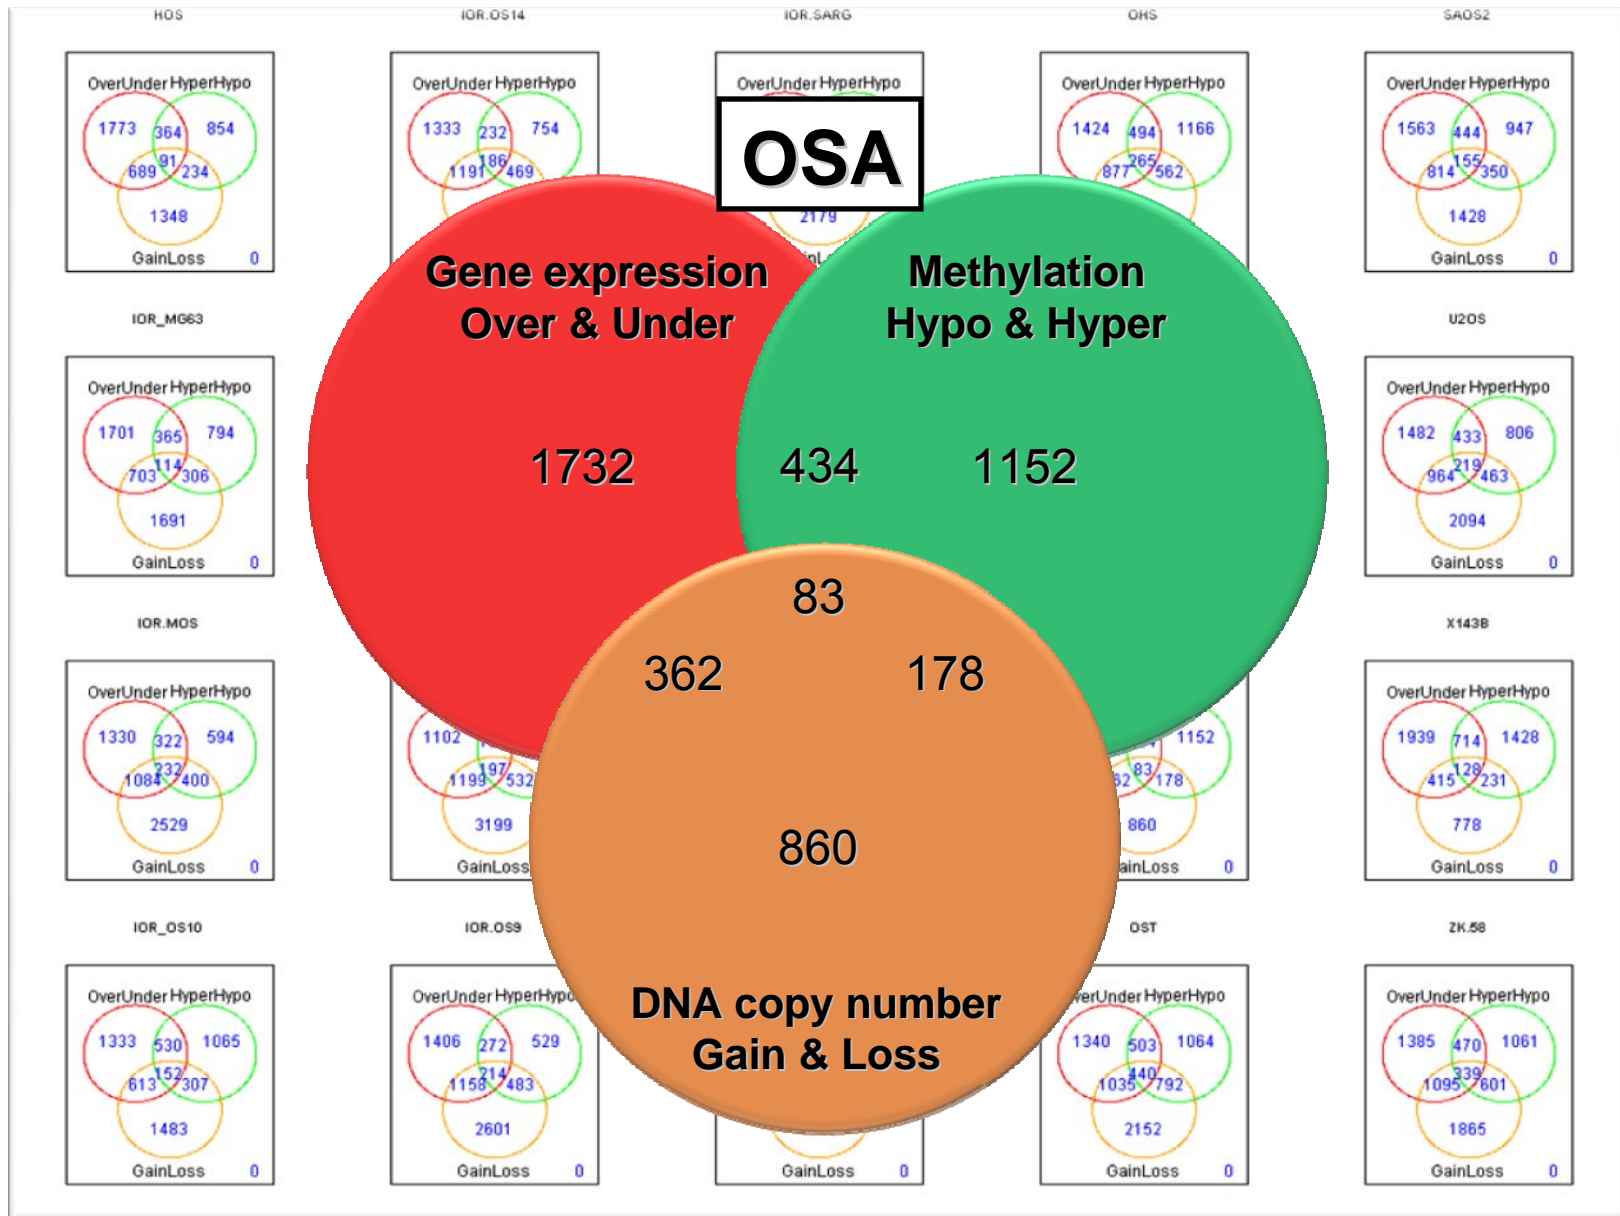 HOS
IOR.OS14
IOR.SARG
OHS
SAOS2
OverUnder HyperHypo
1773 364 854
91
689 234
1348
GainLoss 0
OverUnder HyperHypo
1333 232 754
186
1191 469
OverUnder HyperHypo
2179
OverUnder HyperHypo
1424 494 1166
265
877 562
OverUnder HyperHypo
1563 444 947
155
814 350
1428
GainLoss 0
OSA
Gene expression
Over & Under
Methylation
Hypo & Hyper
1732 434 1152
83
362 178
860
DNA copy number
Gain & Loss
IOR_MG63
OverUnder HyperHypo
1701 365 794
114
703 306
1691
GainLoss 0
U2OS
OverUnder HyperHypo
1482 433 806
219
964 463
2094
GainLoss 0
IOR.MOS
OverUnder HyperHypo
1330 322 594
232
1084 400
2529
GainLoss 0
1102
197
1199 532
3199
GainLoss
1152
83
178
860
0
X143B
OverUnder HyperHypo
1939 714 1428
128
415 231
778
GainLoss 0
IOR_OS10
OverUnder HyperHypo
1333 530 1065
152
613 307
1483
GainLoss 0
IOR.OS9
OverUnder HyperHypo
1406 272 529
214
1158 483
2601
GainLoss 0
GainLoss 0
OST
HyperHypo
1340 503 1064
440
1035 792
2152
GainLoss 0
ZK.58
OverUnder HyperHypo
1385 470 1061
339
1095 601
1865
GainLoss 0